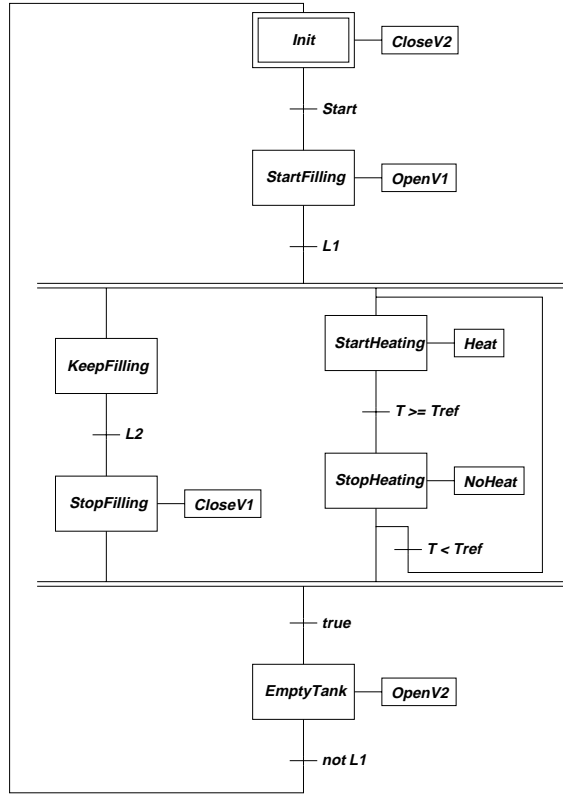 Init
CloseV2
Start
StartFilling
OpenV1
L1
KeepFilling
StartHeating
Heat
T >= Tref
L2
StopFilling
CloseV1
StopHeating
NoHeat
T < Tref
true
EmptyTank
OpenV2
not L1